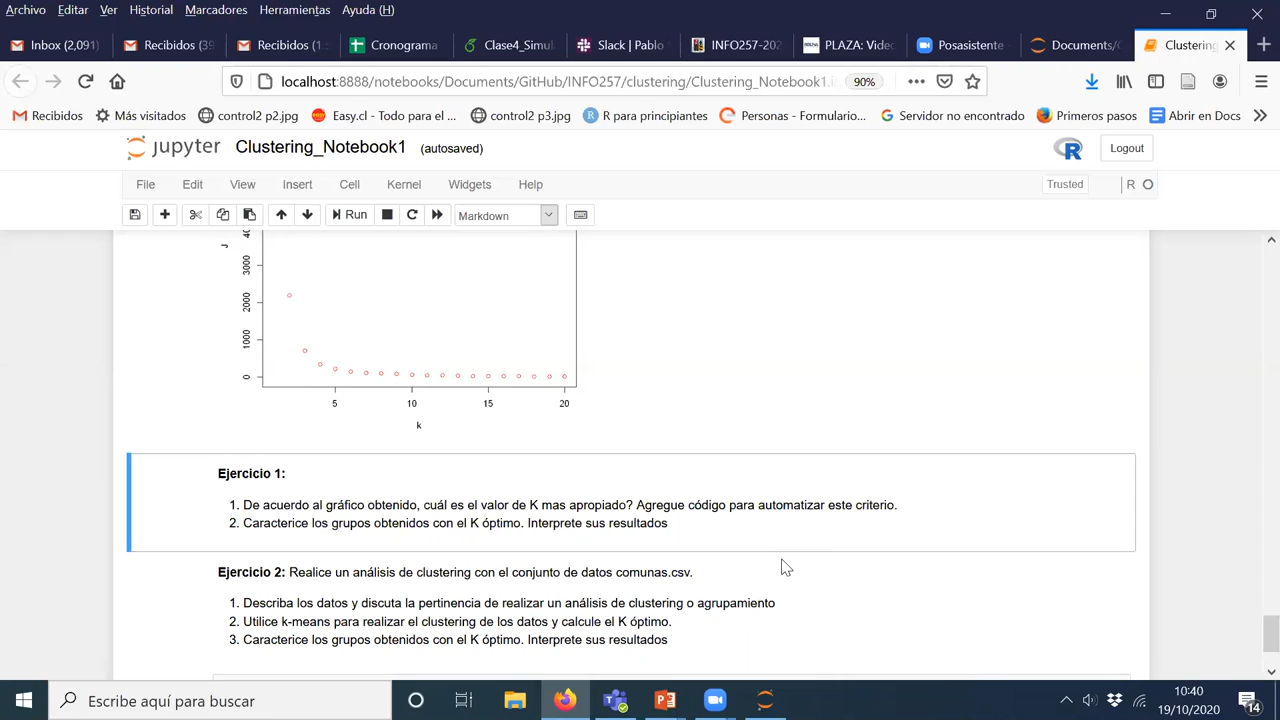 Archivo Editar Ver Historial Marcadores Herramientas Ayuda (H)
Inbox (2,091) Recibidos (39 Recibidos (1. Cronograma Clase4_Simu Slack | Pablo INFO257-202 PLAZA: Vide Posasistente Documents/C Clustering_
localhost:8888/notebooks/Documents/GitHub/INFO257/clustering/Clustering_Notebook1.i 90%
Recibidos Más visitados control2 p2.jpg Easy.cl - Todo para el ... control2 p3.jpg R para principiantes Personas - Formulario... Servidor no encontrado Primeros pasos Abrir en Docs
jupyter Clustering_Notebook1 (autosaved) R Logout
File Edit View Insert Cell Kernel Widgets Help Trusted R
Run Markdown
J
3000
2000
1000
0
5 10 15 20
k
Ejercicio 1:
1. De acuerdo al gráfico obtenido, cuál es el valor de K mas apropiado? Agregue código para automatizar este criterio.
2. Caracterice los grupos obtenidos con el K óptimo. Interprete sus resultados
Ejercicio 2: Realice un análisis de clustering con el conjunto de datos comunas.csv.
1. Describa los datos y discuta la pertinencia de realizar un análisis de clustering o agrupamiento
2. Utilice k-means para realizar el clustering de los datos y calcule el K óptimo.
3. Caracterice los grupos obtenidos con el K óptimo. Interprete sus resultados
Escribe aquí para buscar
10:40
19/10/2020
14